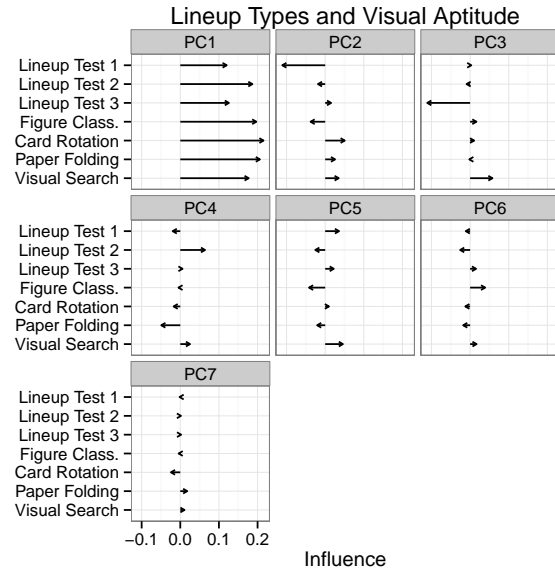 Lineup Types and Visual Aptitude
PC1 PC2 PC3
Lineup Test 1
Lineup Test 2
Lineup Test 3
Figure Class.
Card Rotation
Paper Folding
Visual Search
PC4 PC5 PC6
Lineup Test 1
Lineup Test 2
Lineup Test 3
Figure Class.
Card Rotation
Paper Folding
Visual Search
PC7
Lineup Test 1
Lineup Test 2
Lineup Test 3
Figure Class.
Card Rotation
Paper Folding
Visual Search
−0.1 0.0 0.1 0.2
Influence